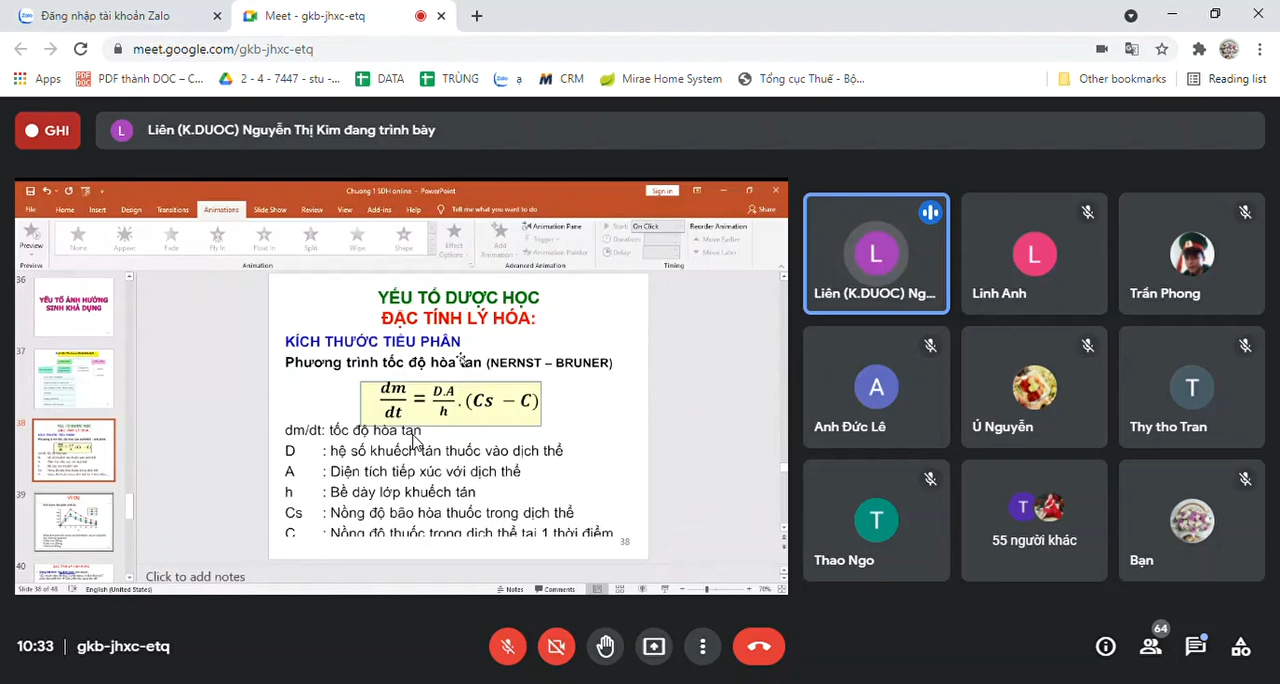 Đăng nhập tài khoản Zalo
Meet - gkb-jhxc-etq
meet.google.com/gkb-jhxc-etq
Apps
PDF thành DOC – C...
2 - 4 - 7447 - stu -...
DATA
TRÙNG
ạ
CRM
Mirae Home System
Tổng cục Thuế - Bộ...
Other bookmarks
Reading list
GHI
L
Liên (K.DUOC) Nguyễn Thị Kim đang trình bày
Chuong 1 SDH online - PowerPoint
Sign in
File
Home
Insert
Design
Transitions
Animations
Slide Show
Review
View
Add-ins
Help
Tell me what you want to do
Share
Preview
None
Appear
Fade
Fly In
Float In
Split
Wipe
Shape
Effect
Options
Add
Animation
Animation Pane
Trigger
Animation Painter
Start:
On Click
Duration:
Delay:
Reorder Animation
Move Earlier
Move Later
Preview
Animation
Advanced Animation
Timing
36
YẾU TỐ ẢNH HƯỞNG
SINH KHẢ DỤNG
37
38
39
VÍ DỤ
40
YẾU TỐ DƯỢC HỌC
ĐẶC TÍNH LÝ HÓA:
KÍCH THƯỚC TIỂU PHÂN
Phương trình tốc độ hòa tan (NERNST – BRUNER)
dm/dt = D.A/h . (Cs − C)
dm/dt: tốc độ hòa tan
D : hệ số khuếch tán thuốc vào dịch thể
A : Diện tích tiếp xúc với dịch thể
h : Bề dày lớp khuếch tán
Cs : Nồng độ bão hòa thuốc trong dịch thể
C : Nồng độ thuốc trong dịch thể tại 1 thời điểm
38
Click to add notes
Slide 38 of 48
English (United States)
Notes
Comments
70%
L
Liên (K.DUOC) Ng...
L
Linh Anh
Trần Phong
A
Anh Đức Lê
Ủ Nguyễn
T
Thy tho Tran
T
Thao Ngo
T
55 người khác
Bạn
10:33
gkb-jhxc-etq
64